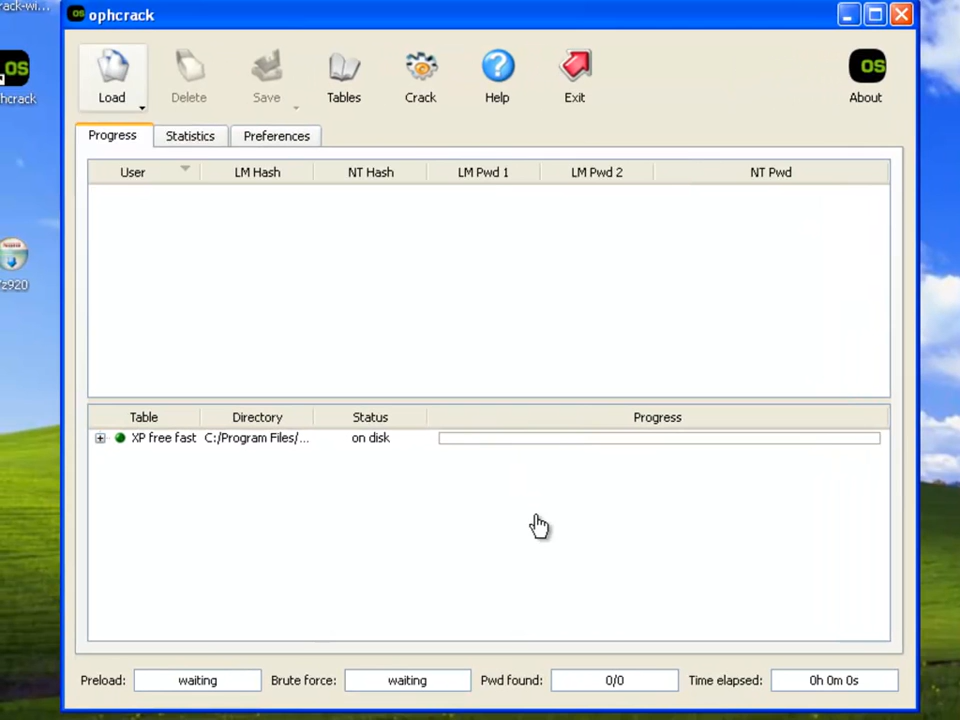 rack-wi...
ophcrack
OS
hcrack
z920
Load
Delete
Save
Tables
Crack
Help
Exit
OS
About
Progress
Statistics
Preferences
User LM Hash NT Hash LM Pwd 1 LM Pwd 2 NT Pwd
Table Directory Status Progress
XP free fast C:/Program Files/... on disk
Preload: waiting Brute force: waiting Pwd found: 0/0 Time elapsed: 0h 0m 0s